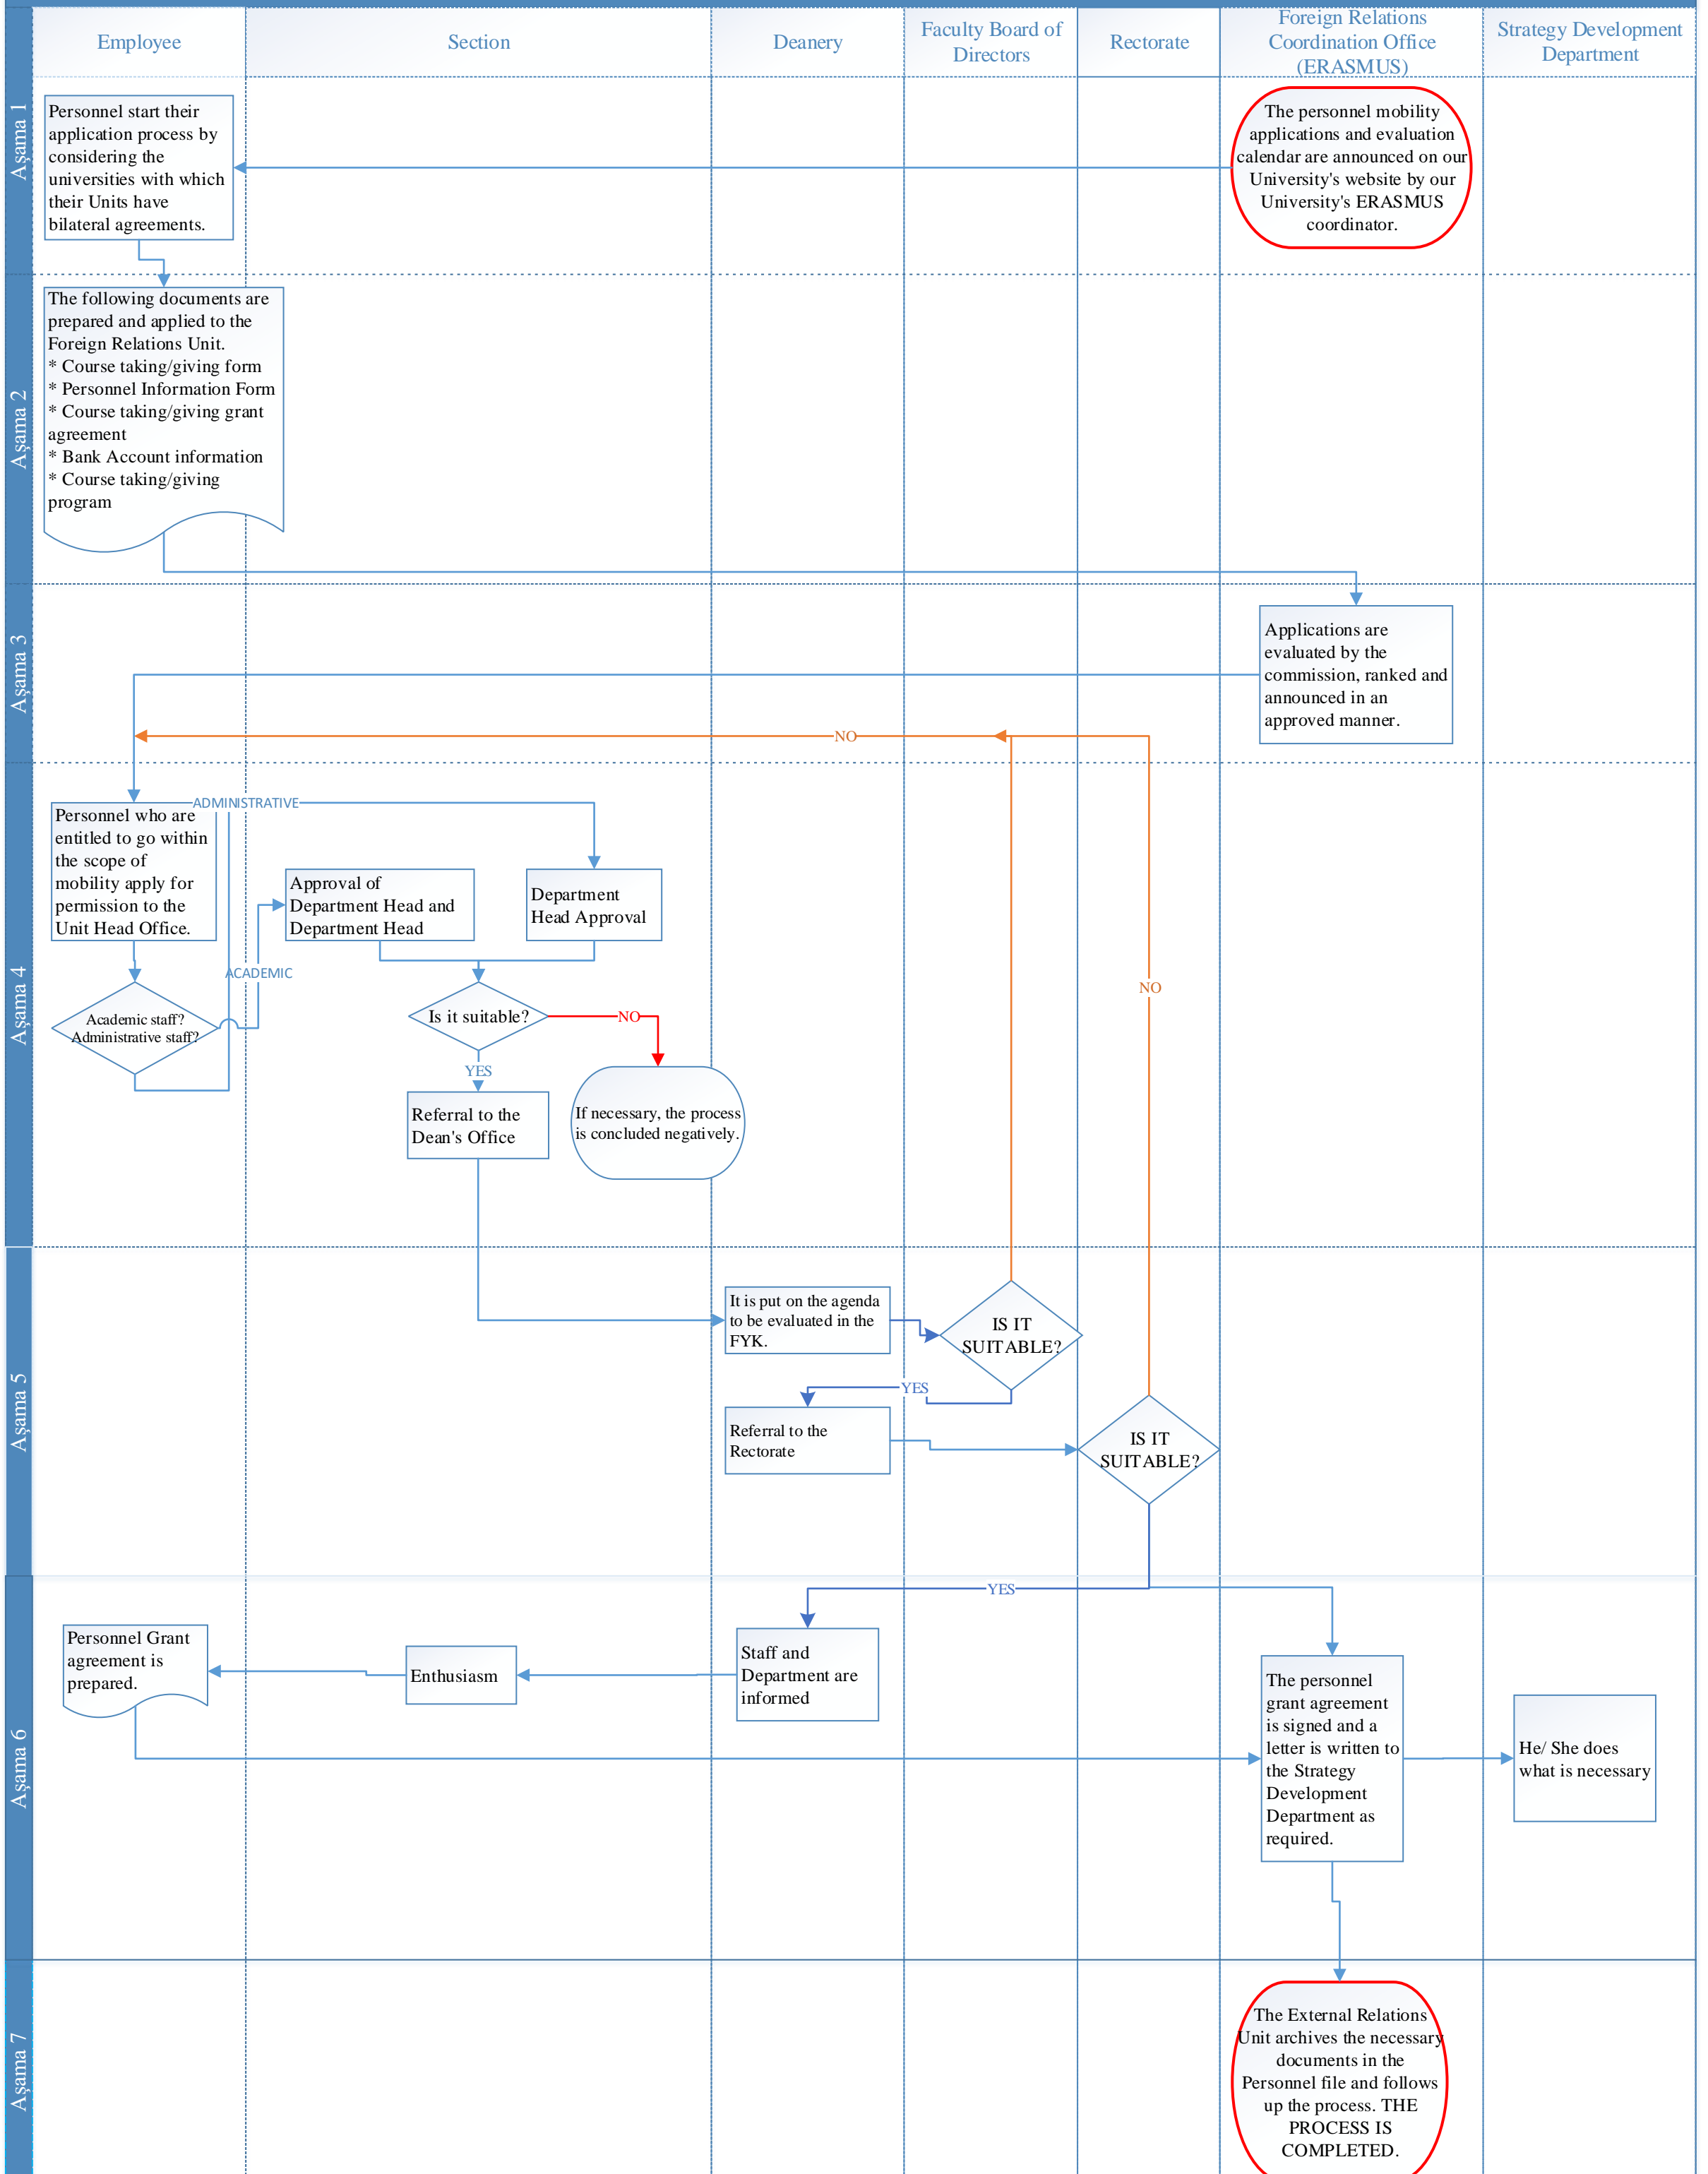 Employee
Section
Deanery
Faculty Board of
Directors
Rectorate
Foreign Relations
Coordination Office
(ERASMUS)
Strategy Development
Department
Aşama 1
Personnel start their
application process by
considering the
universities with which
their Units have
bilateral agreements.
The personnel mobility
applications and evaluation
calendar are announced on our
University's website by our
University's ERASMUS
coordinator.
Aşama 2
The following documents are
prepared and applied to the
Foreign Relations Unit.
* Course taking/giving form
* Personnel Information Form
* Course taking/giving grant
agreement
* Bank Account information
* Course taking/giving
program
Aşama 3
Applications are
evaluated by the
commission, ranked and
announced in an
approved manner.
NO
Aşama 4
ADMINISTRATIVE
Personnel who are
entitled to go within
the scope of
mobility apply for
permission to the
Unit Head Office.
Approval of
Department Head and
Department Head
Department
Head Approval
ACADEMIC
NO
Academic staff?
Administrative staff?
Is it suitable?
NO
YES
Referral to the
Dean's Office
If necessary, the process
is concluded negatively.
Aşama 5
It is put on the agenda
to be evaluated in the
FYK.
IS IT
SUITABLE?
YES
Referral to the
Rectorate
IS IT
SUITABLE?
Aşama 6
YES
Personnel Grant
agreement is
prepared.
Enthusiasm
Staff and
Department are
informed
The personnel
grant agreement
is signed and a
letter is written to
the Strategy
Development
Department as
required.
He/ She does
what is necessary
Aşama 7
The External Relations
Unit archives the necessary
documents in the
Personnel file and follows
up the process. THE
PROCESS IS
COMPLETED.